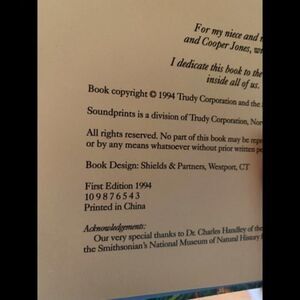 For my niece and
and Cooper Jones,
I dedicate this book to the
inside all of us.
Book copyright © 1994 Trudy Corporation and the
Soundprints is a division of Trudy Corporation,
All rights reserved. No part of this book may be
or by any means whatsoever without prior written
Book Design: Shields & Partners, Westport, CT
First Edition 1994
10 9 8 7 6 5 4 3
Printed in China
Acknowledgements:
Our very special thanks to Dr. Charles Handley of the
the Smithsonian's National Museum of Natural History